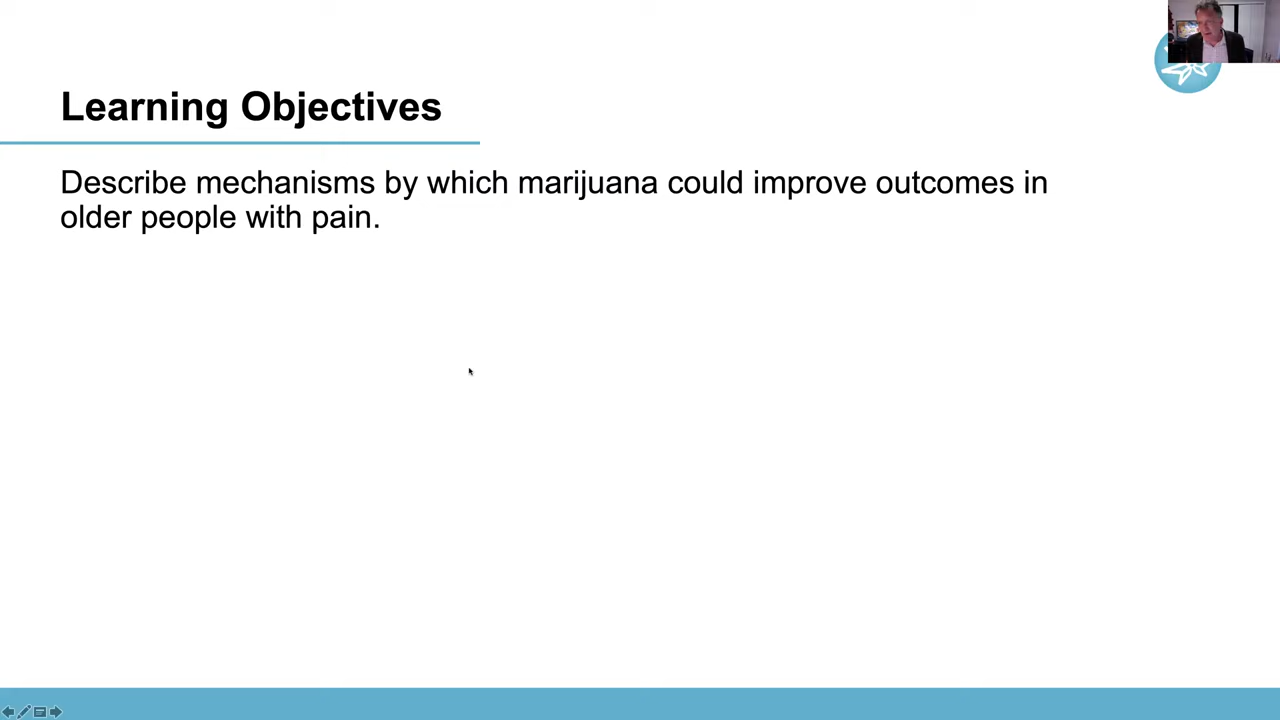 Learning Objectives
Describe mechanisms by which marijuana could improve outcomes in
older people with pain.